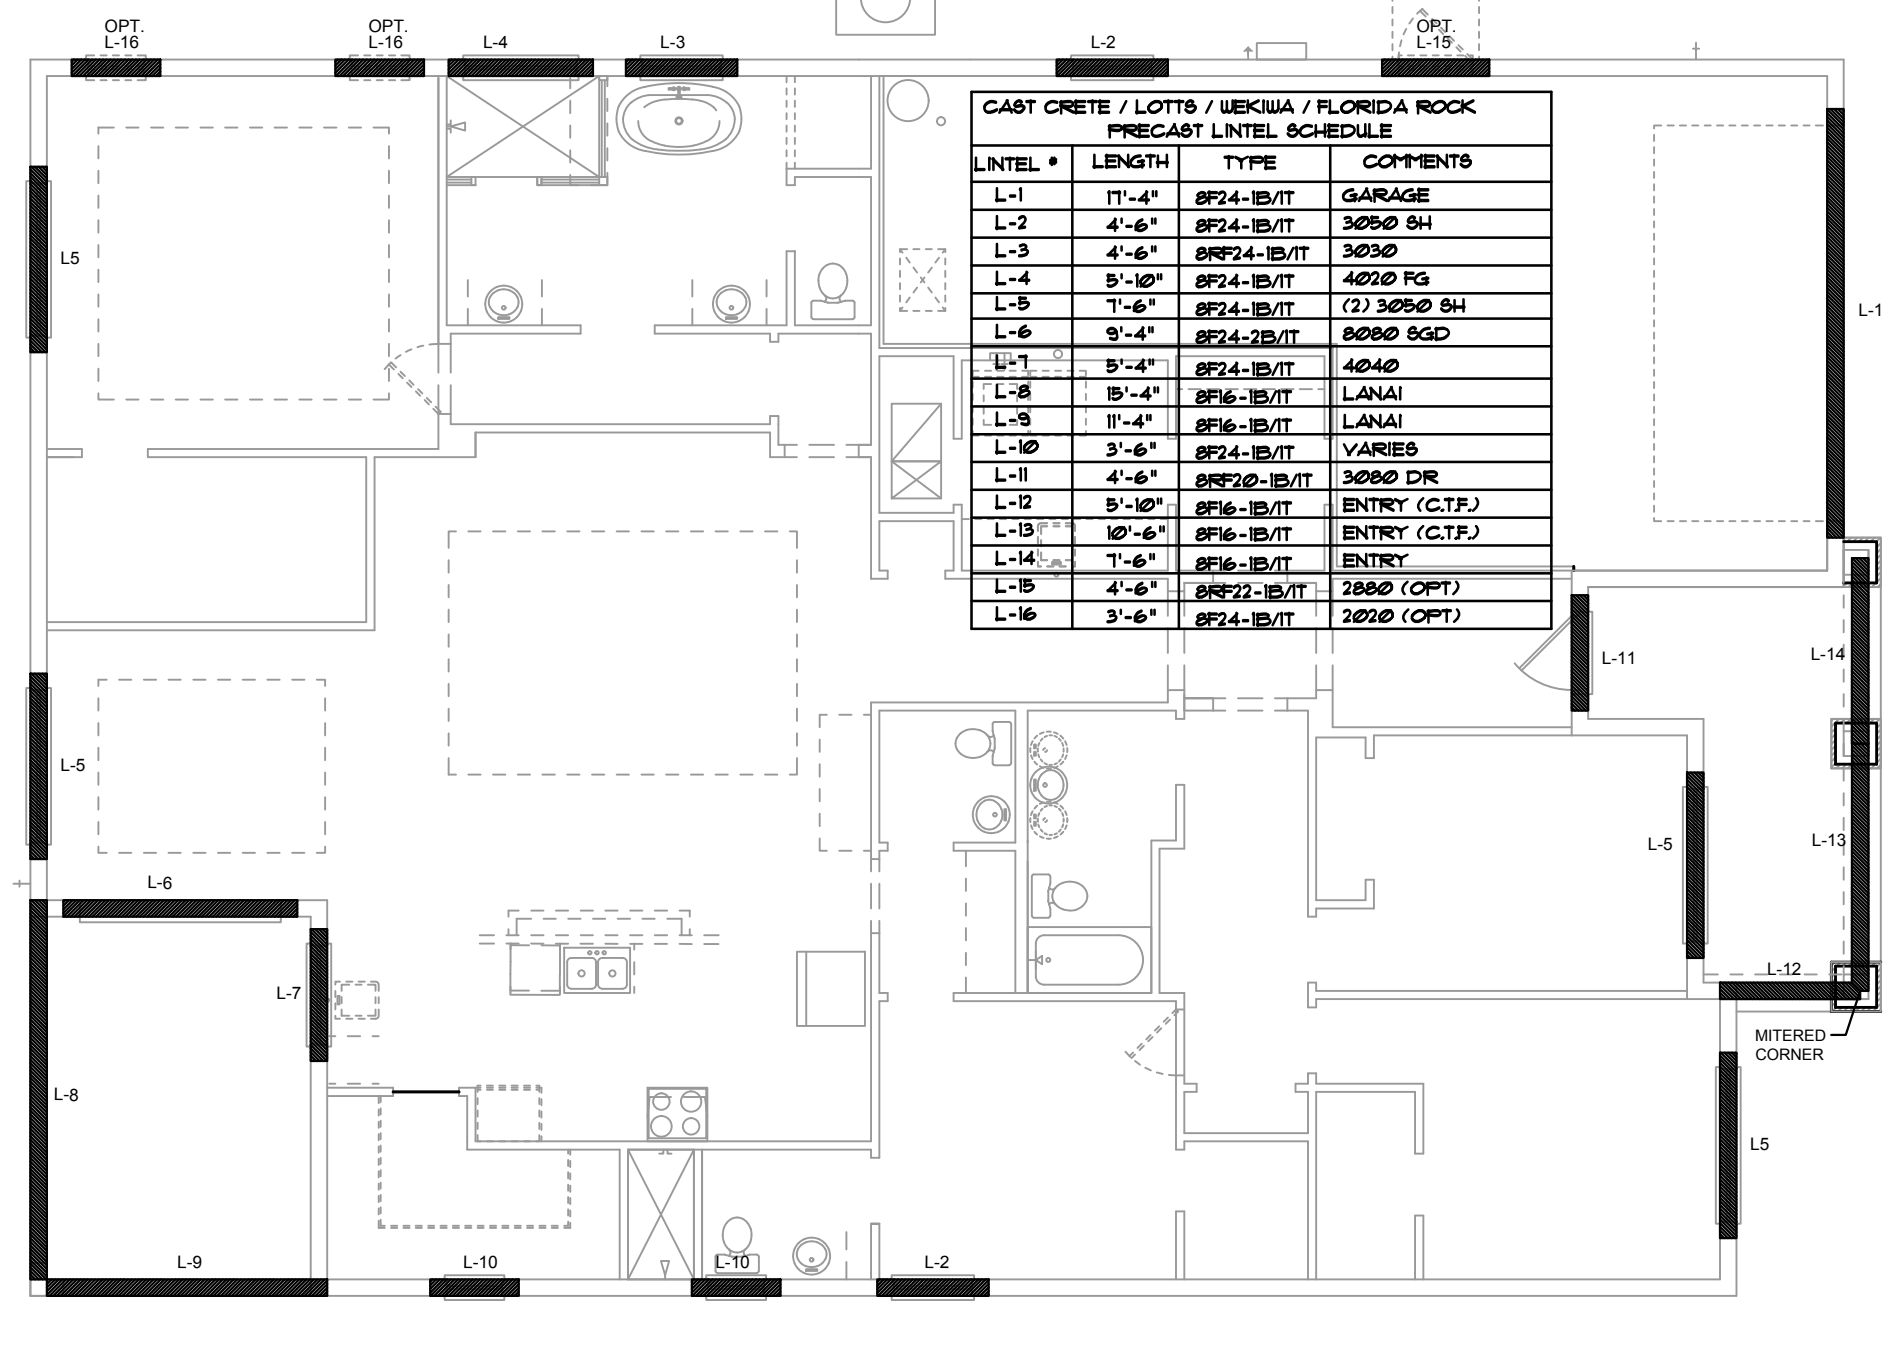 OPT.
L-16
OPT.
L-16
L-4
L-3
L-2
OPT.
L-15
CAST CRETE / LOTTS / WEKIWA / FLORIDA ROCK
PRECAST LINTEL SCHEDULE
LINTEL # LENGTH TYPE COMMENTS
L-1 17'-4" 8F24-1B/1T GARAGE
L-2 4'-6" 8F24-1B/1T 3050 SH
L-3 4'-6" 8RF24-1B/1T 3030
L-4 5'-10" 8F24-1B/1T 4020 FG
L-5 7'-6" 8F24-1B/1T (2) 3050 SH
L-6 9'-4" 8F24-2B/1T 8080 SGD
L-7 5'-4" 8F24-1B/1T 4040
L-8 15'-4" 8F16-1B/1T LANAI
L-9 11'-4" 8F16-1B/1T LANAI
L-10 3'-6" 8F24-1B/1T VARIES
L-11 4'-6" 8RF20-1B/1T 3080 DR
L-12 5'-10" 8F16-1B/1T ENTRY (C.T.F.)
L-13 10'-6" 8F16-1B/1T ENTRY (C.T.F.)
L-14 7'-6" 8F16-1B/1T ENTRY
L-15 4'-6" 8RF22-1B/1T 2880 (OPT)
L-16 3'-6" 8F24-1B/1T 2020 (OPT)
L5
L-1
L-11
L-14
L-5
L-13
L-5
L-6
L-12
L-7
MITERED
CORNER
L-8
L5
L-9
L-10
L-10
L-2